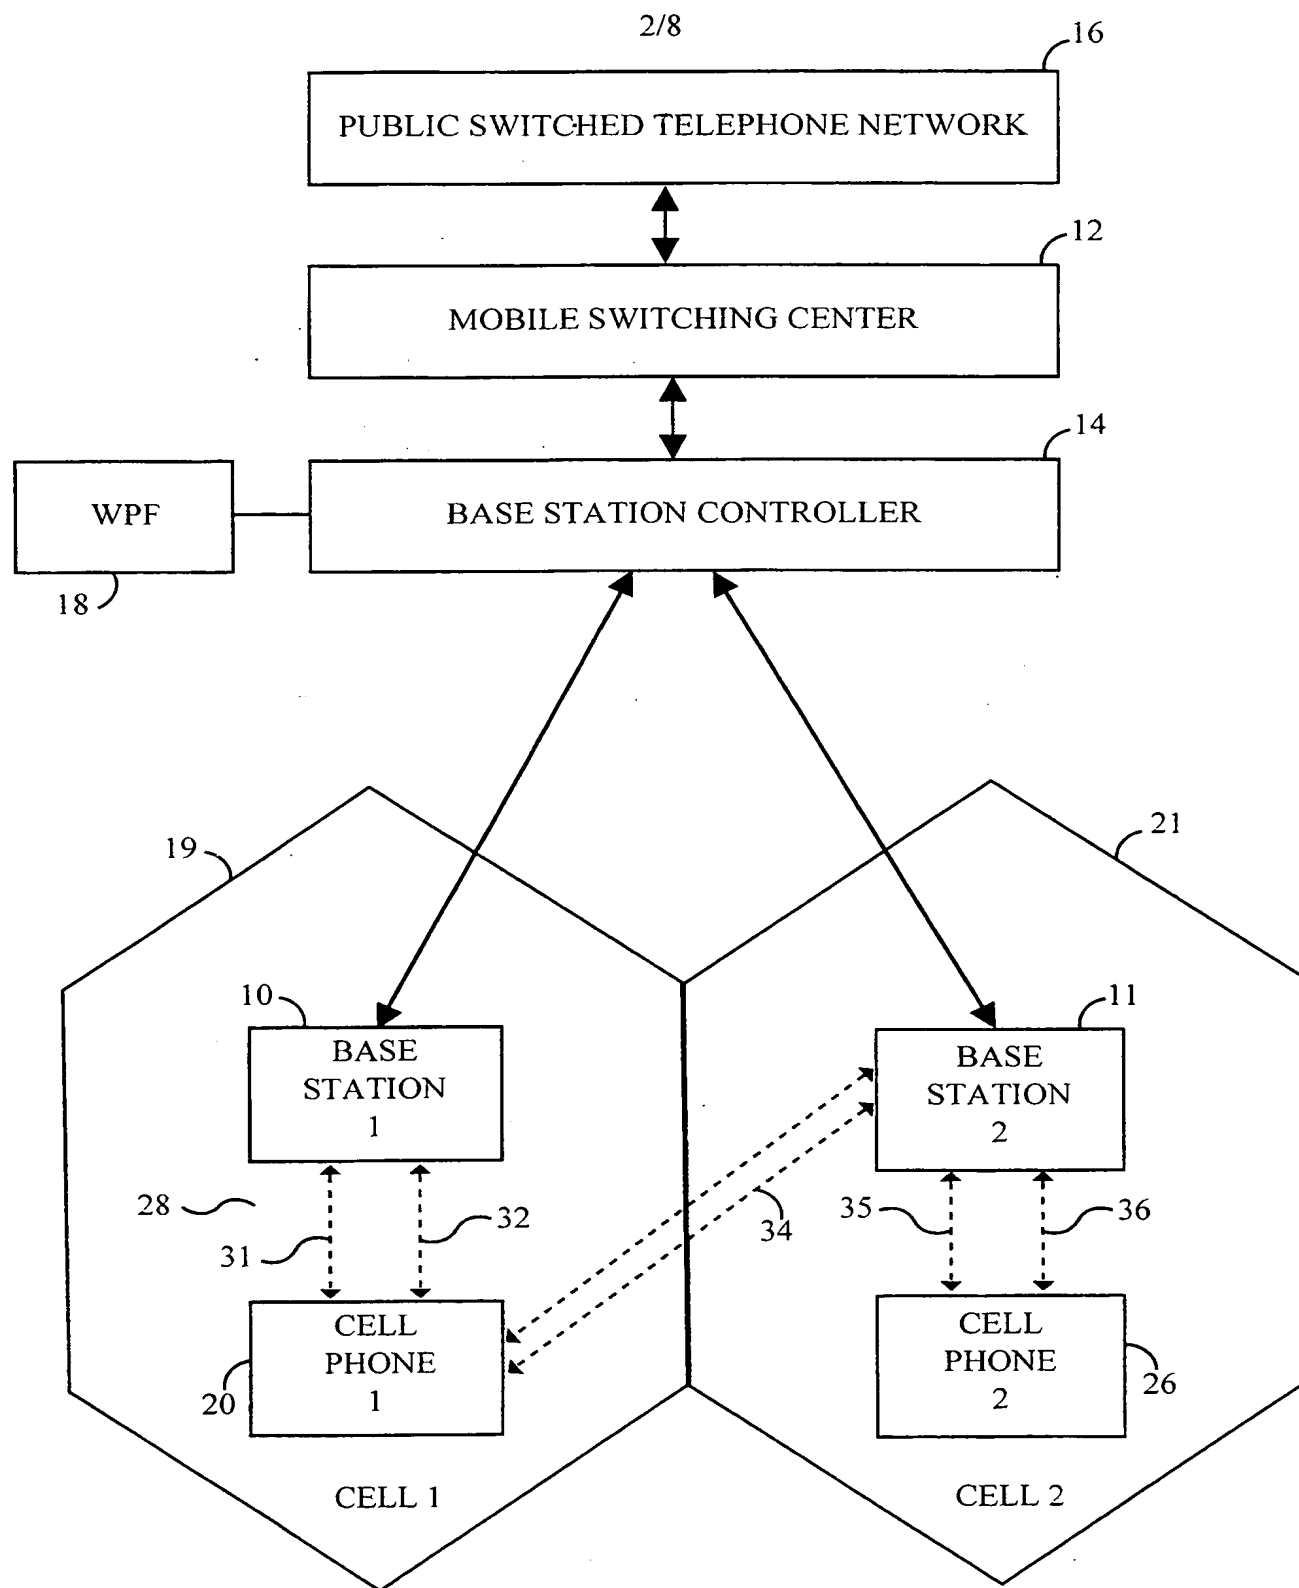 2/8
16
PUBLIC SWITCHED TELEPHONE NETWORK
12
MOBILE SWITCHING CENTER
14
WPF
BASE STATION CONTROLLER
18
19
21
10
11
BASE
STATION
1
BASE
STATION
2
28
31
32
34
35
36
CELL
PHONE
1
CELL
PHONE
2
20
26
CELL 1
CELL 2